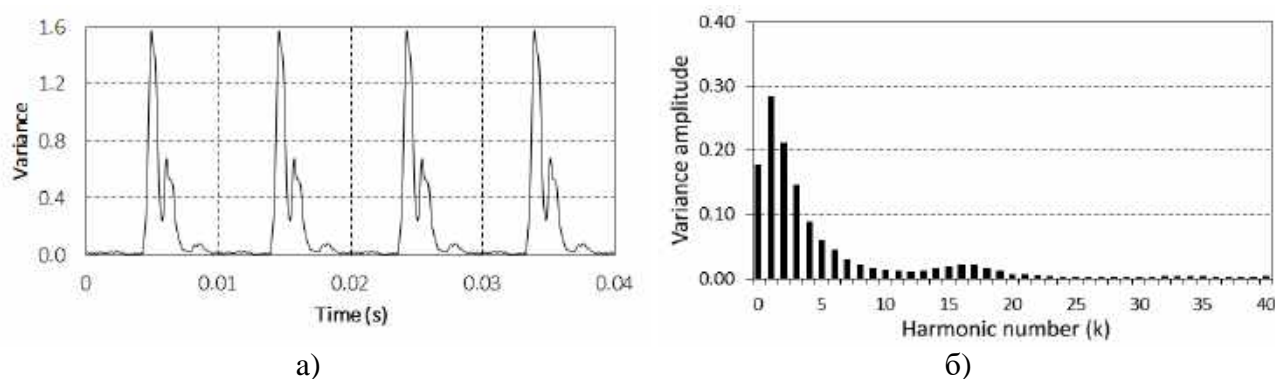 1.6
1.2
0.8
0.4
0.0
Variance
0 0.01 0.02 0.03 0.04
Time (s)
а)
0.40
0.30
0.20
0.10
0.00
Variance amplitude
0 5 10 15 20 25 30 35 40
Harmonic number (k)
б)